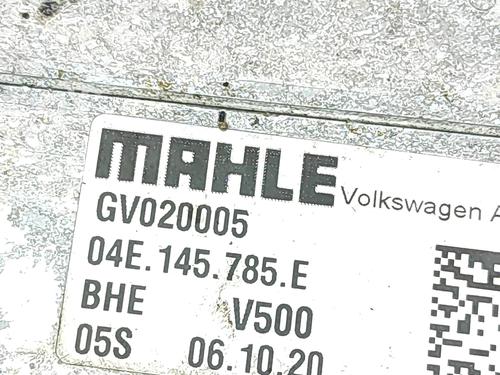 MAHLE
Volkswagen A
GV020005
04E.145.785.E
BHE V500
05S 06.10.20